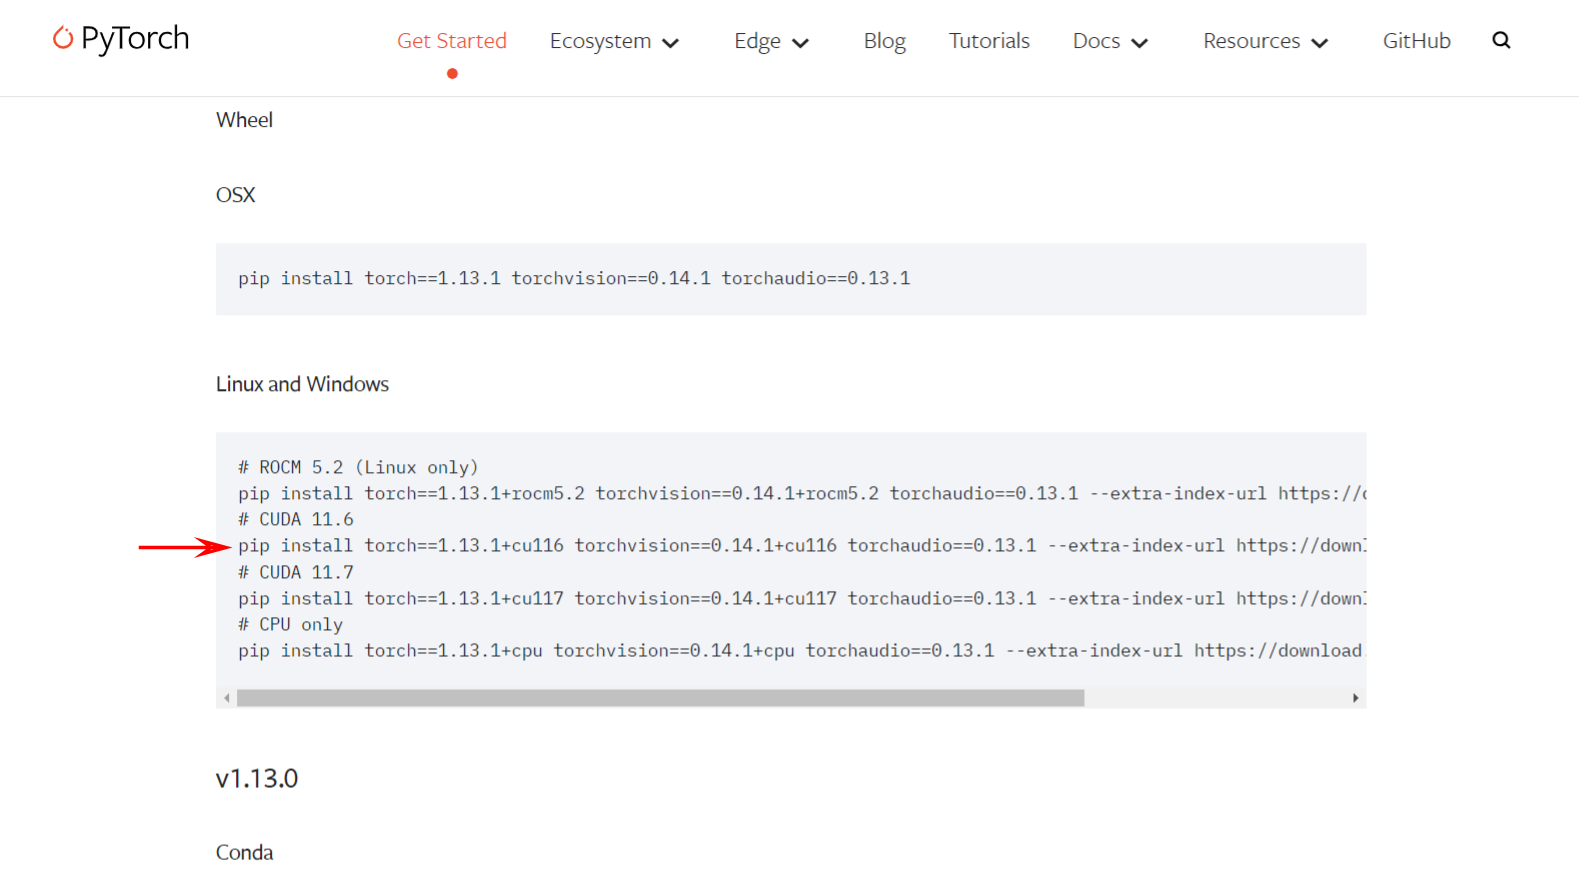 PyTorch
Get Started Ecosystem Edge Blog Tutorials Docs Resources GitHub
Wheel
OSX
pip install torch==1.13.1 torchvision==0.14.1 torchaudio==0.13.1
Linux and Windows
# ROCM 5.2 (Linux only)
pip install torch==1.13.1+rocm5.2 torchvision==0.14.1+rocm5.2 torchaudio==0.13.1 --extra-index-url https://
# CUDA 11.6
pip install torch==1.13.1+cu116 torchvision==0.14.1+cu116 torchaudio==0.13.1 --extra-index-url https://down
# CUDA 11.7
pip install torch==1.13.1+cu117 torchvision==0.14.1+cu117 torchaudio==0.13.1 --extra-index-url https://down
# CPU only
pip install torch==1.13.1+cpu torchvision==0.14.1+cpu torchaudio==0.13.1 --extra-index-url https://download
v1.13.0
Conda